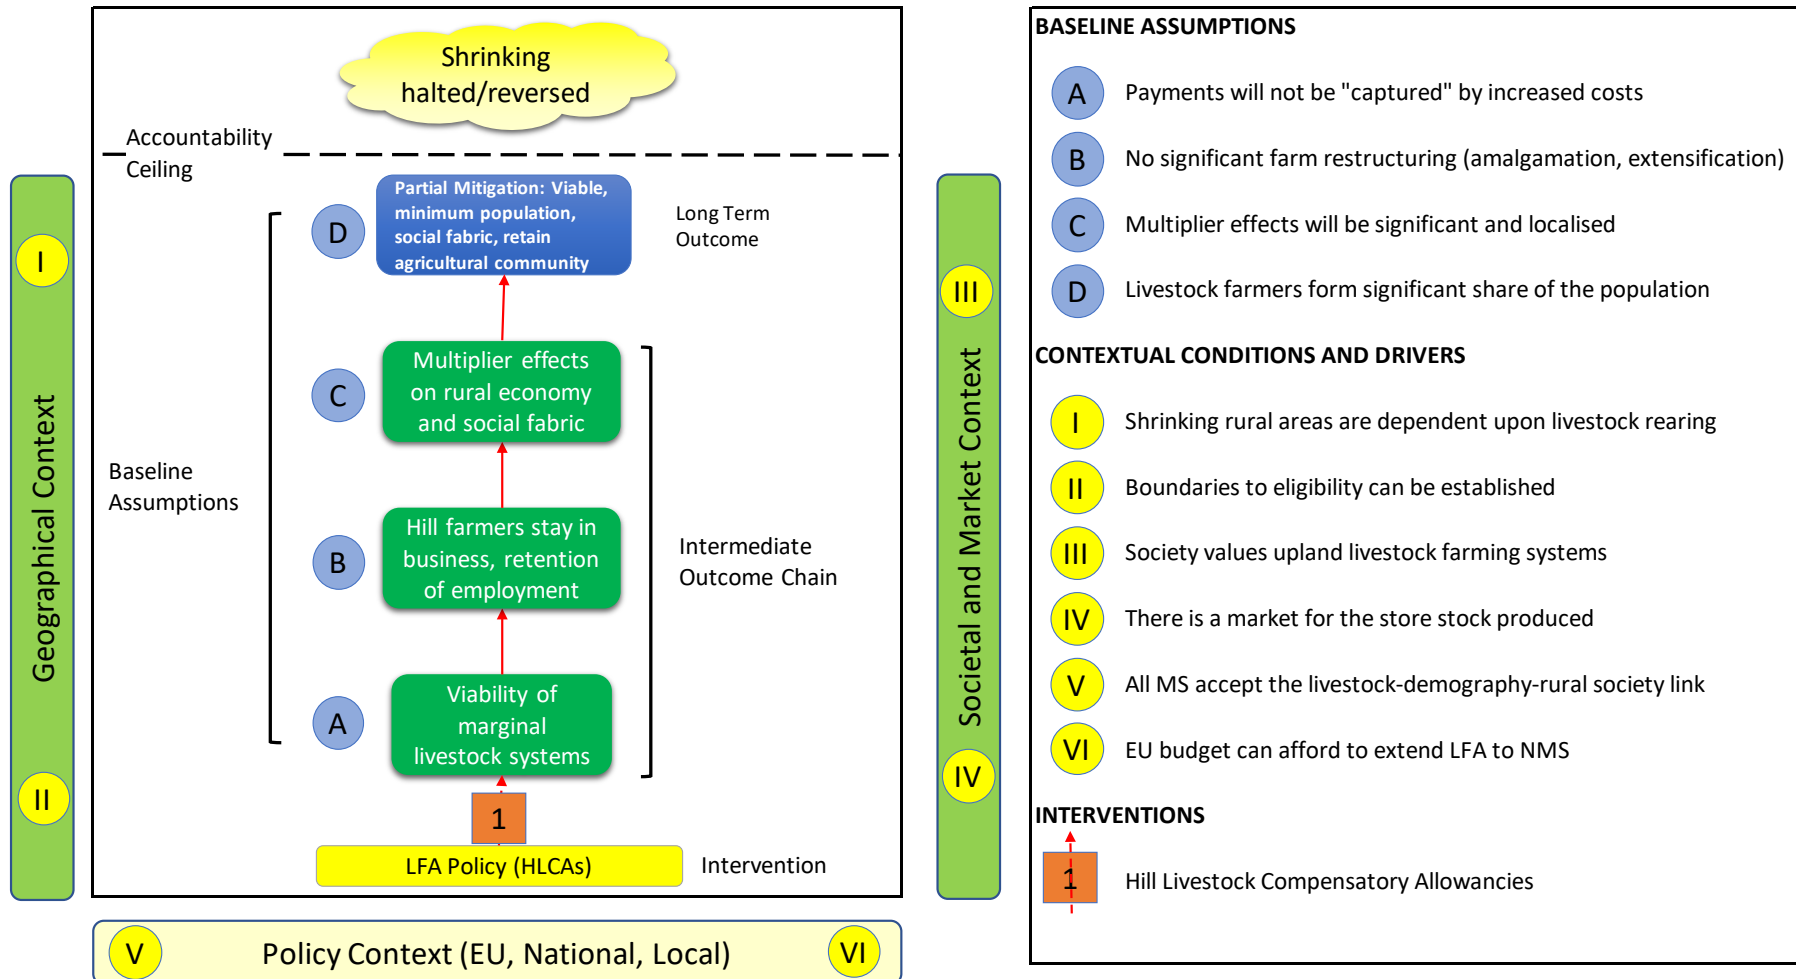 Shrinking
halted/reversed
Accountability
Ceiling
Partial Mitigation: Viable,
minimum population,
social fabric, retain
agricultural community
D
Long Term
Outcome
Multiplier effects
on rural economy
and social fabric
C
Baseline
Assumptions
Hill farmers stay in
business, retention
of employment
B
Intermediate
Outcome Chain
Viability of
marginal
livestock systems
A
1
LFA Policy (HLCAs)
Intervention
I
Geographical Context
II
III
Societal and Market Context
IV
V
Policy Context (EU, National, Local)
VI
BASELINE ASSUMPTIONS
A Payments will not be "captured" by increased costs
B No significant farm restructuring (amalgamation, extensification)
C Multiplier effects will be significant and localised
D Livestock farmers form significant share of the population
CONTEXTUAL CONDITIONS AND DRIVERS
I Shrinking rural areas are dependent upon livestock rearing
II Boundaries to eligibility can be established
III Society values upland livestock farming systems
IV There is a market for the store stock produced
V All MS accept the livestock-demography-rural society link
VI EU budget can afford to extend LFA to NMS
INTERVENTIONS
1 Hill Livestock Compensatory Allowancies